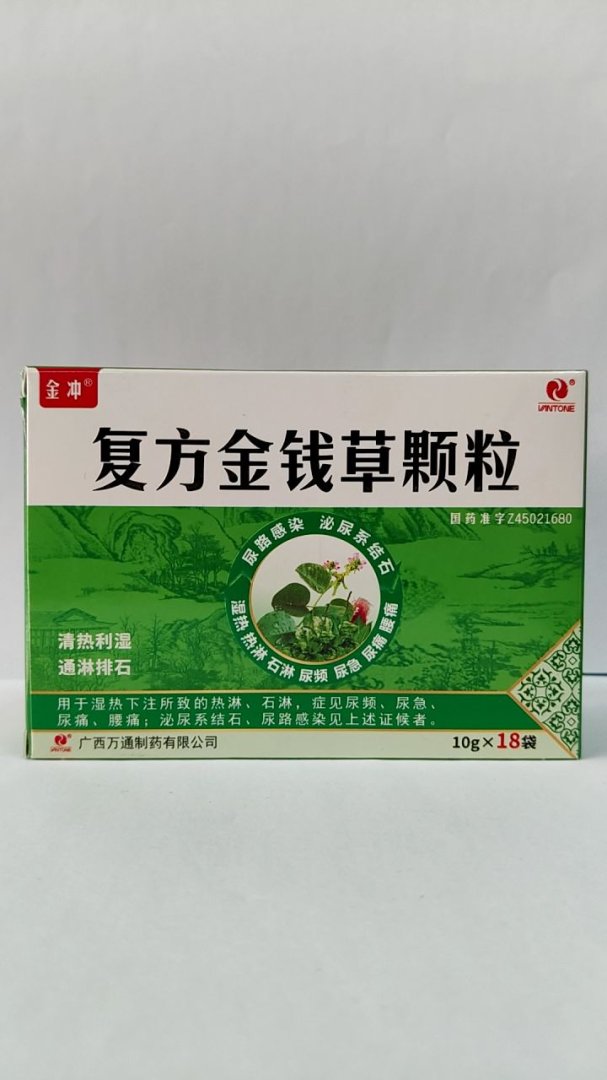 金冲®
VANTONE®
复方金钱草颗粒
国药准字Z45021680
尿路感染 泌尿系结石
湿热 热淋 石淋 尿频 尿急 尿痛 腰痛
清热利湿
通淋排石
用于湿热下注所致的热淋、石淋，症见尿频、尿急、
尿痛、腰痛；泌尿系结石、尿路感染见上述证候者。
VANTONE 广西万通制药有限公司
10g×18袋